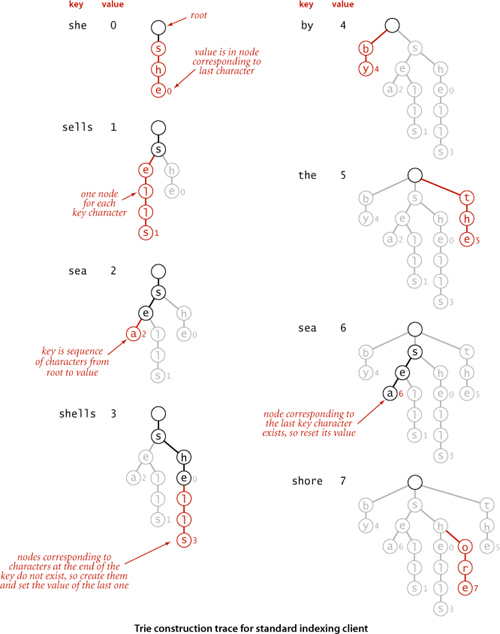 key value
she 0
root
s
h
e 0
value is in node
corresponding to
last character
sells 1
s
e h
l e 0
l
s 1
one node
for each
key character
sea 2
s
e h
a 2 l e 0
l
s 1
key is sequence
of characters from
root to value
shells 3
s
e h
a 2 l e 0
l l
s 1 l
s 3
nodes corresponding to
characters at the end of the
key do not exist, so create them
and set the value of the last one
key value
by 4
b s
y 4 e h
a 2 l e 0
l l
s 1 l
s 3
the 5
b s t
y 4 e h h
a 2 l e 0 e 5
l l
s 1 l
s 3
sea 6
b s t
y 4 e h h
a 6 l e 0 e 5
l l
s 1 l
s 3
node corresponding to
the last key character
exists, so reset its value
shore 7
b s t
y 4 e h h
a 6 l e 0 o e 5
l l r
s 1 l e 7
s 3
Trie construction trace for standard indexing client